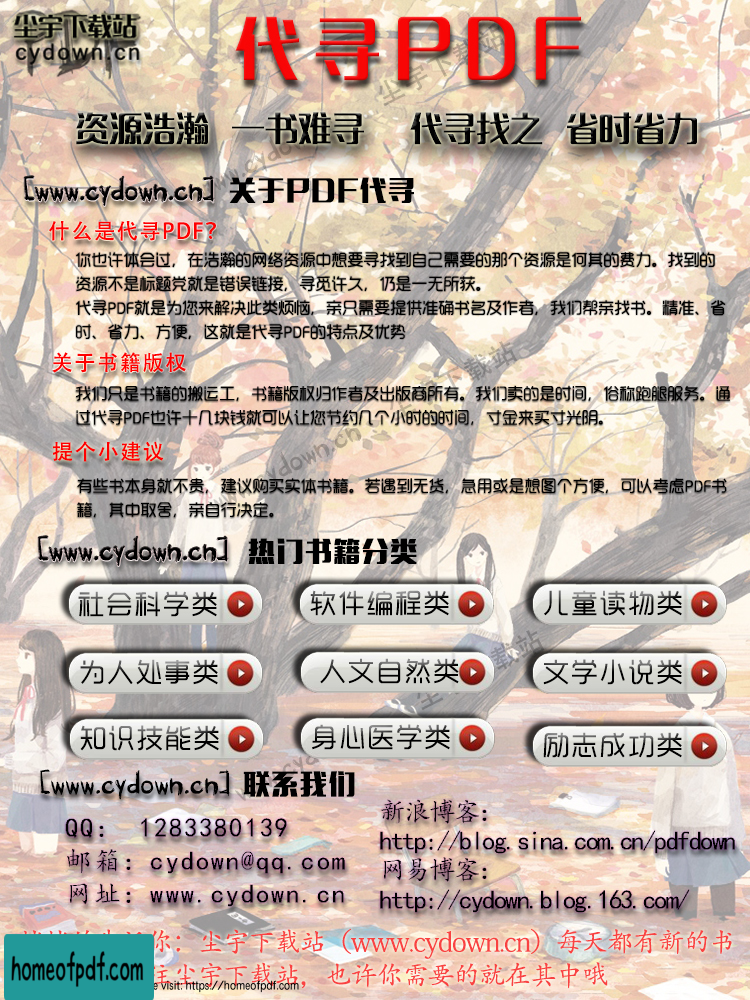 尘宇下载站
cydown.cn
代寻PDF
资源浩瀚 一书难寻 代寻找之 省时省力
[www.cydown.cn] 关于PDF代寻
什么是代寻PDF?
你也许体会过，在浩瀚的网络资源中想要寻找到自己需要的那个资源是何其的费力。找到的
资源不是标题党就是错误链接，寻觅许久，仍是一无所获。
代寻PDF就是为您来解决此类烦恼，亲只需要提供准确书名及作者，我们帮亲找书。精准、省
时、省力、方便，这就是代寻PDF的特点及优势
关于书籍版权
我们只是书籍的搬运工，书籍版权归作者及出版商所有。我们卖的是时间，俗称跑腿服务。通
过代寻PDF也许十几块钱就可以让您节约几个小时的时间，寸金来买寸光阴。
提个小建议
有些书本身就不贵，建议购买实体书籍。若遇到无货，急用或是想图个方便，可以考虑PDF书
籍，其中取舍，亲自行决定。
[www.cydown.cn] 热门书籍分类
社会科学类 软件编程类 儿童读物类
为人处事类 人文自然类 文学小说类
知识技能类 身心医学类 励志成功类
[www.cydown.cn] 联系我们
QQ: 1283380139
邮箱: cydown@qq.com
网址: www.cydown.cn
新浪博客:
http://blog.sina.com.cn/pdfdown
网易博客:
http://cydown.blog.163.com/
你: 尘宇下载站 (www.cydown.cn) 每天都有新的书
尘宇下载站，也许你需要的就在其中哦
homeofpdf.com
visit: https://homeofpdf.com